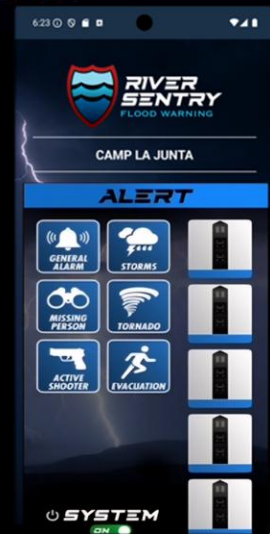 6:23
RIVER
SENTRY
FLOOD WARNING
CAMP LA JUNTA
ALERT
GENERAL
ALARM
STORMS
MISSING
PERSON
TORNADO
ACTIVE
SHOOTER
EVACUATION
SYSTEM
ON